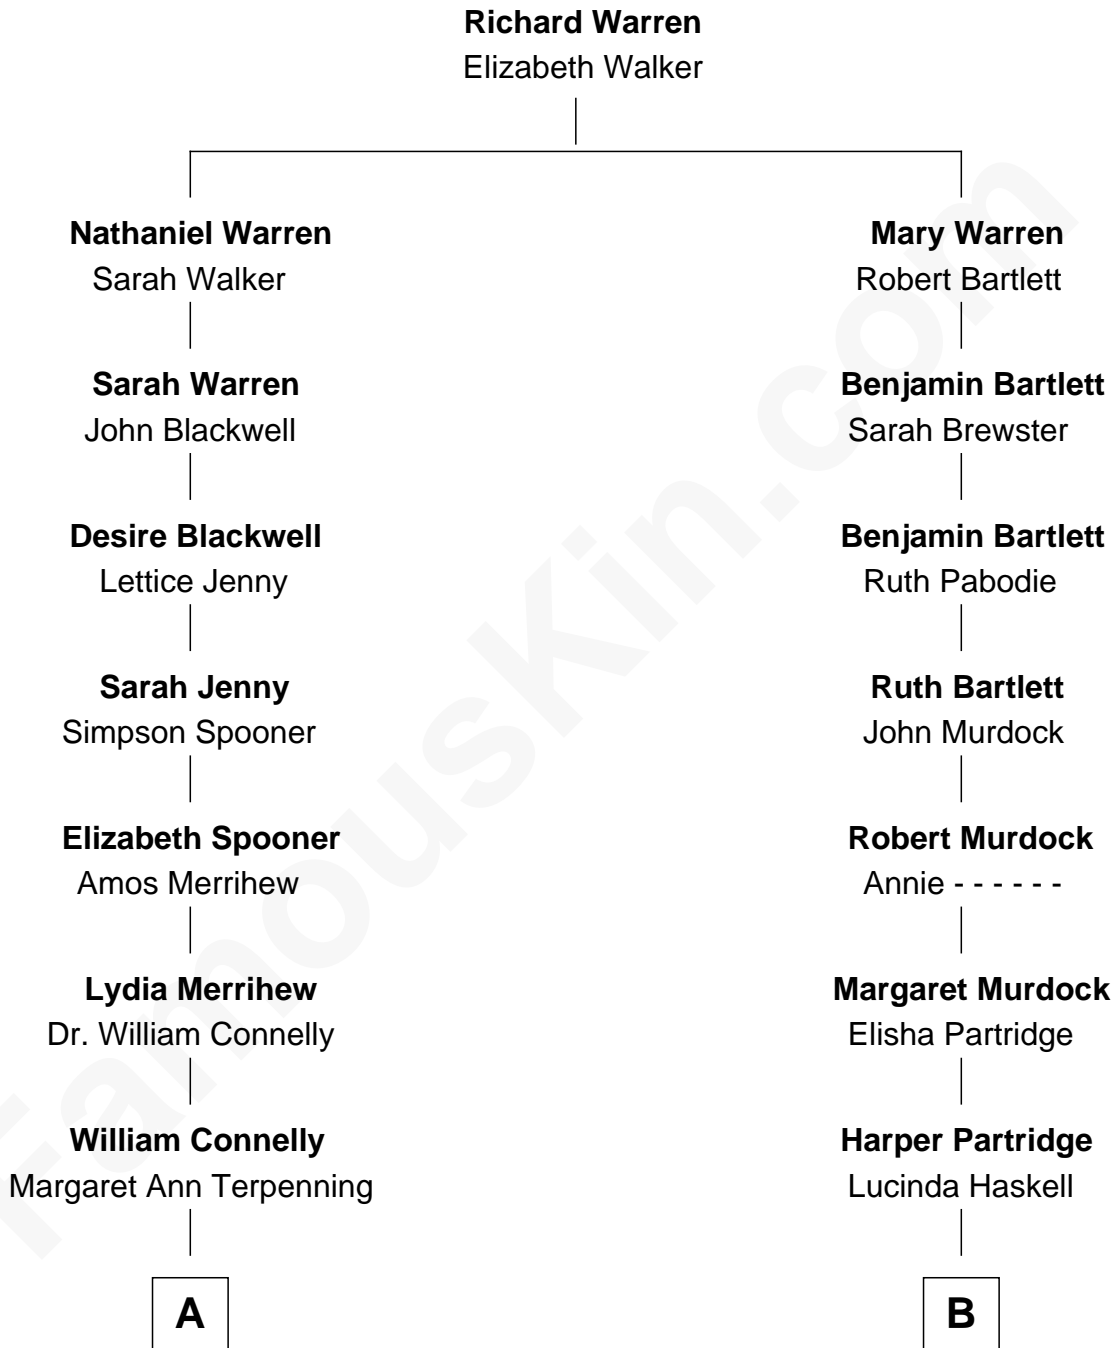 Richard Warren
Elizabeth Walker
Nathaniel Warren
Sarah Walker
Mary Warren
Robert Bartlett
Sarah Warren
John Blackwell
Benjamin Bartlett
Sarah Brewster
Desire Blackwell
Lettice Jenny
Benjamin Bartlett
Ruth Pabodie
Sarah Jenny
Simpson Spooner
Ruth Bartlett
John Murdock
Elizabeth Spooner
Amos Merrihew
Robert Murdock
Annie - - - - - -
Lydia Merrihew
Dr. William Connelly
Margaret Murdock
Elisha Partridge
William Connelly
Margaret Ann Terpenning
Harper Partridge
Lucinda Haskell
A
B
FamousKin.com